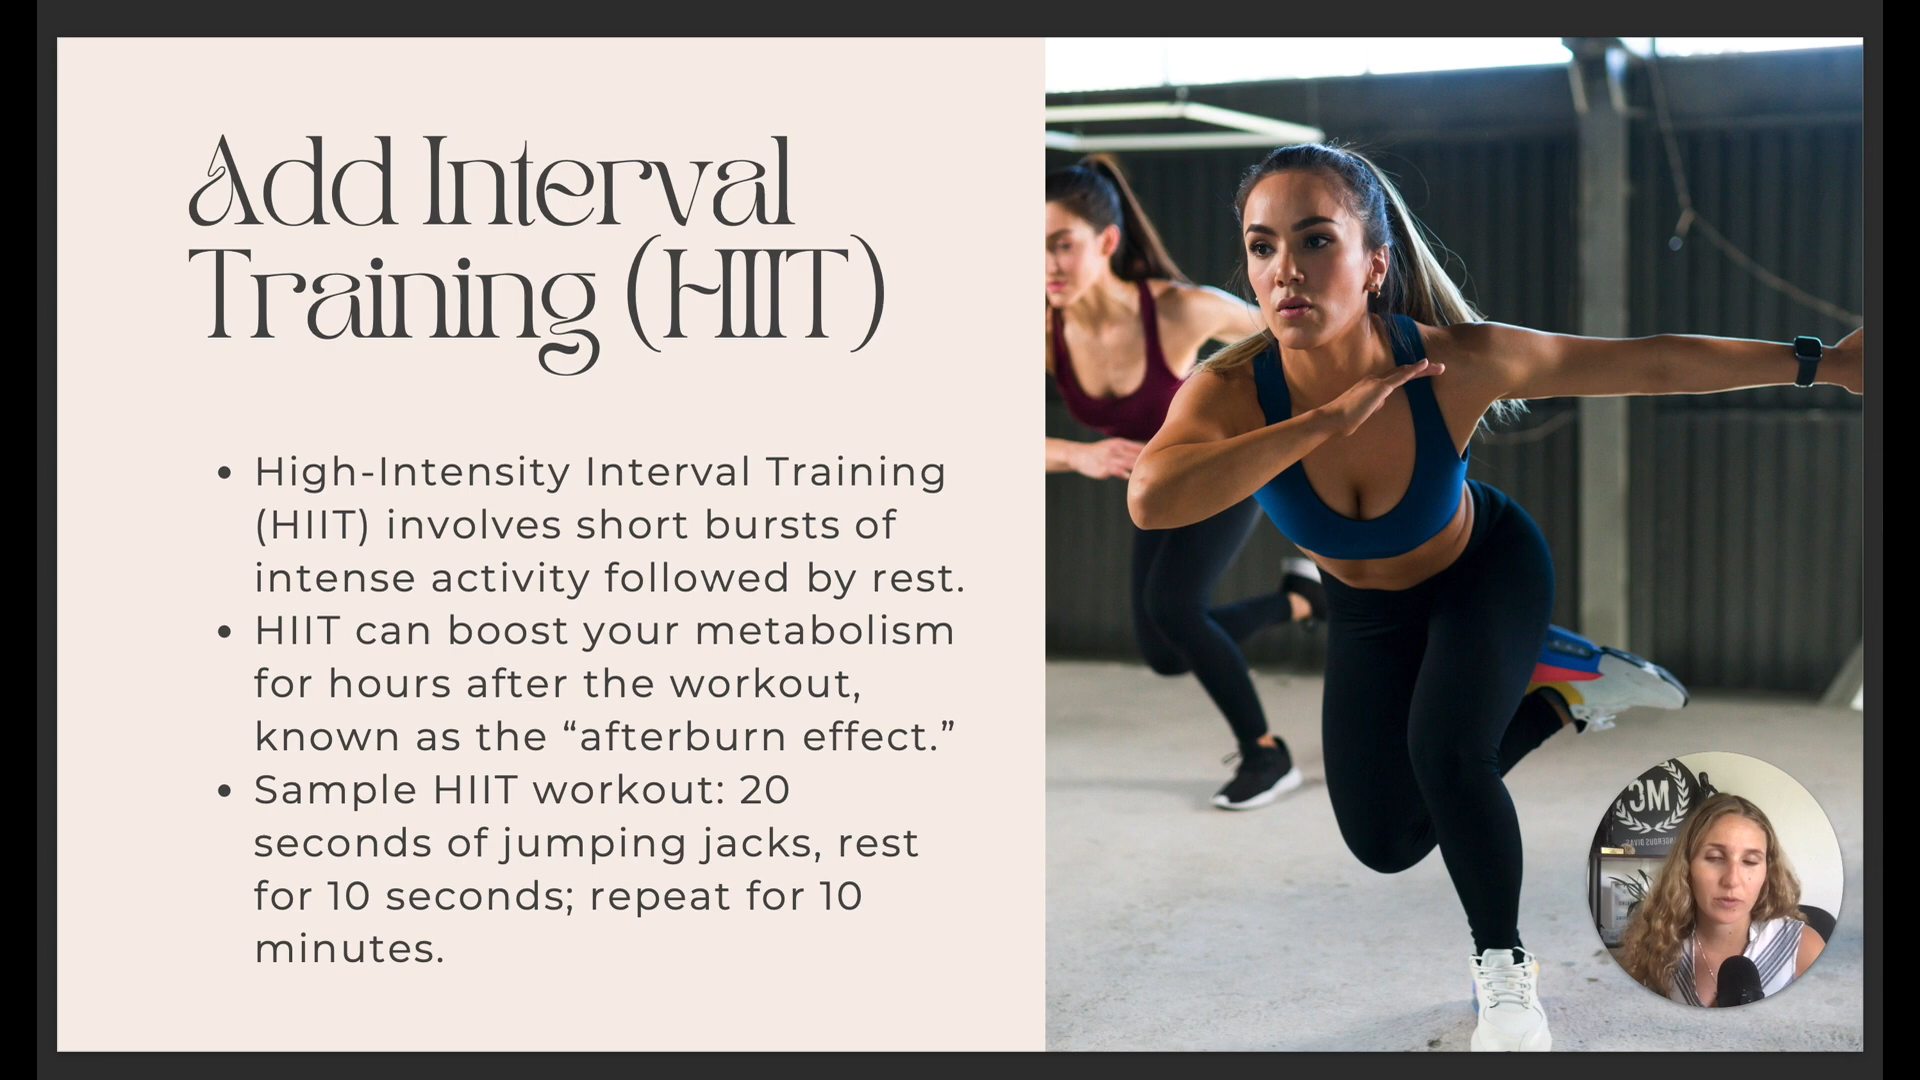 Add Interval
Training (HIIT)
• High-Intensity Interval Training
(HIIT) involves short bursts of
intense activity followed by rest.
• HIIT can boost your metabolism
for hours after the workout,
known as the “afterburn effect.”
• Sample HIIT workout: 20
seconds of jumping jacks, rest
for 10 seconds; repeat for 10
minutes.
MC